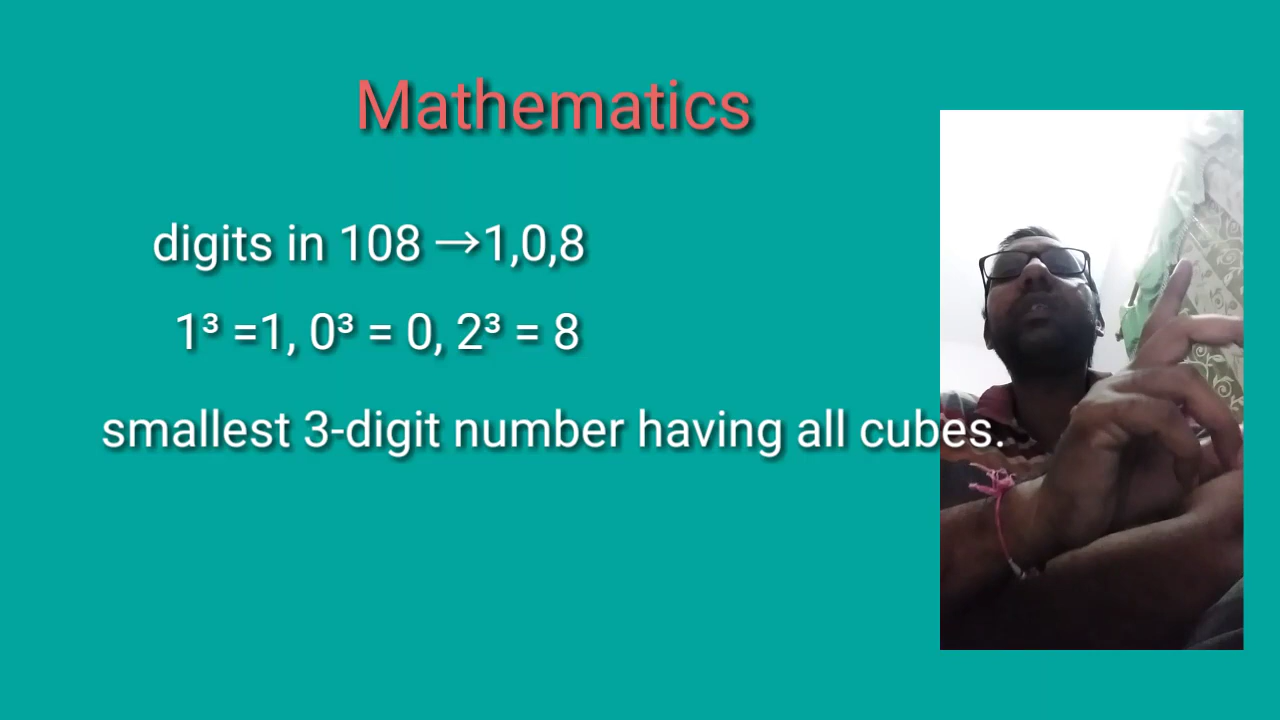 Mathematics
digits in 108 →1,0,8
1³ =1, 0³ = 0, 2³ = 8
smallest 3-digit number having all cubes.